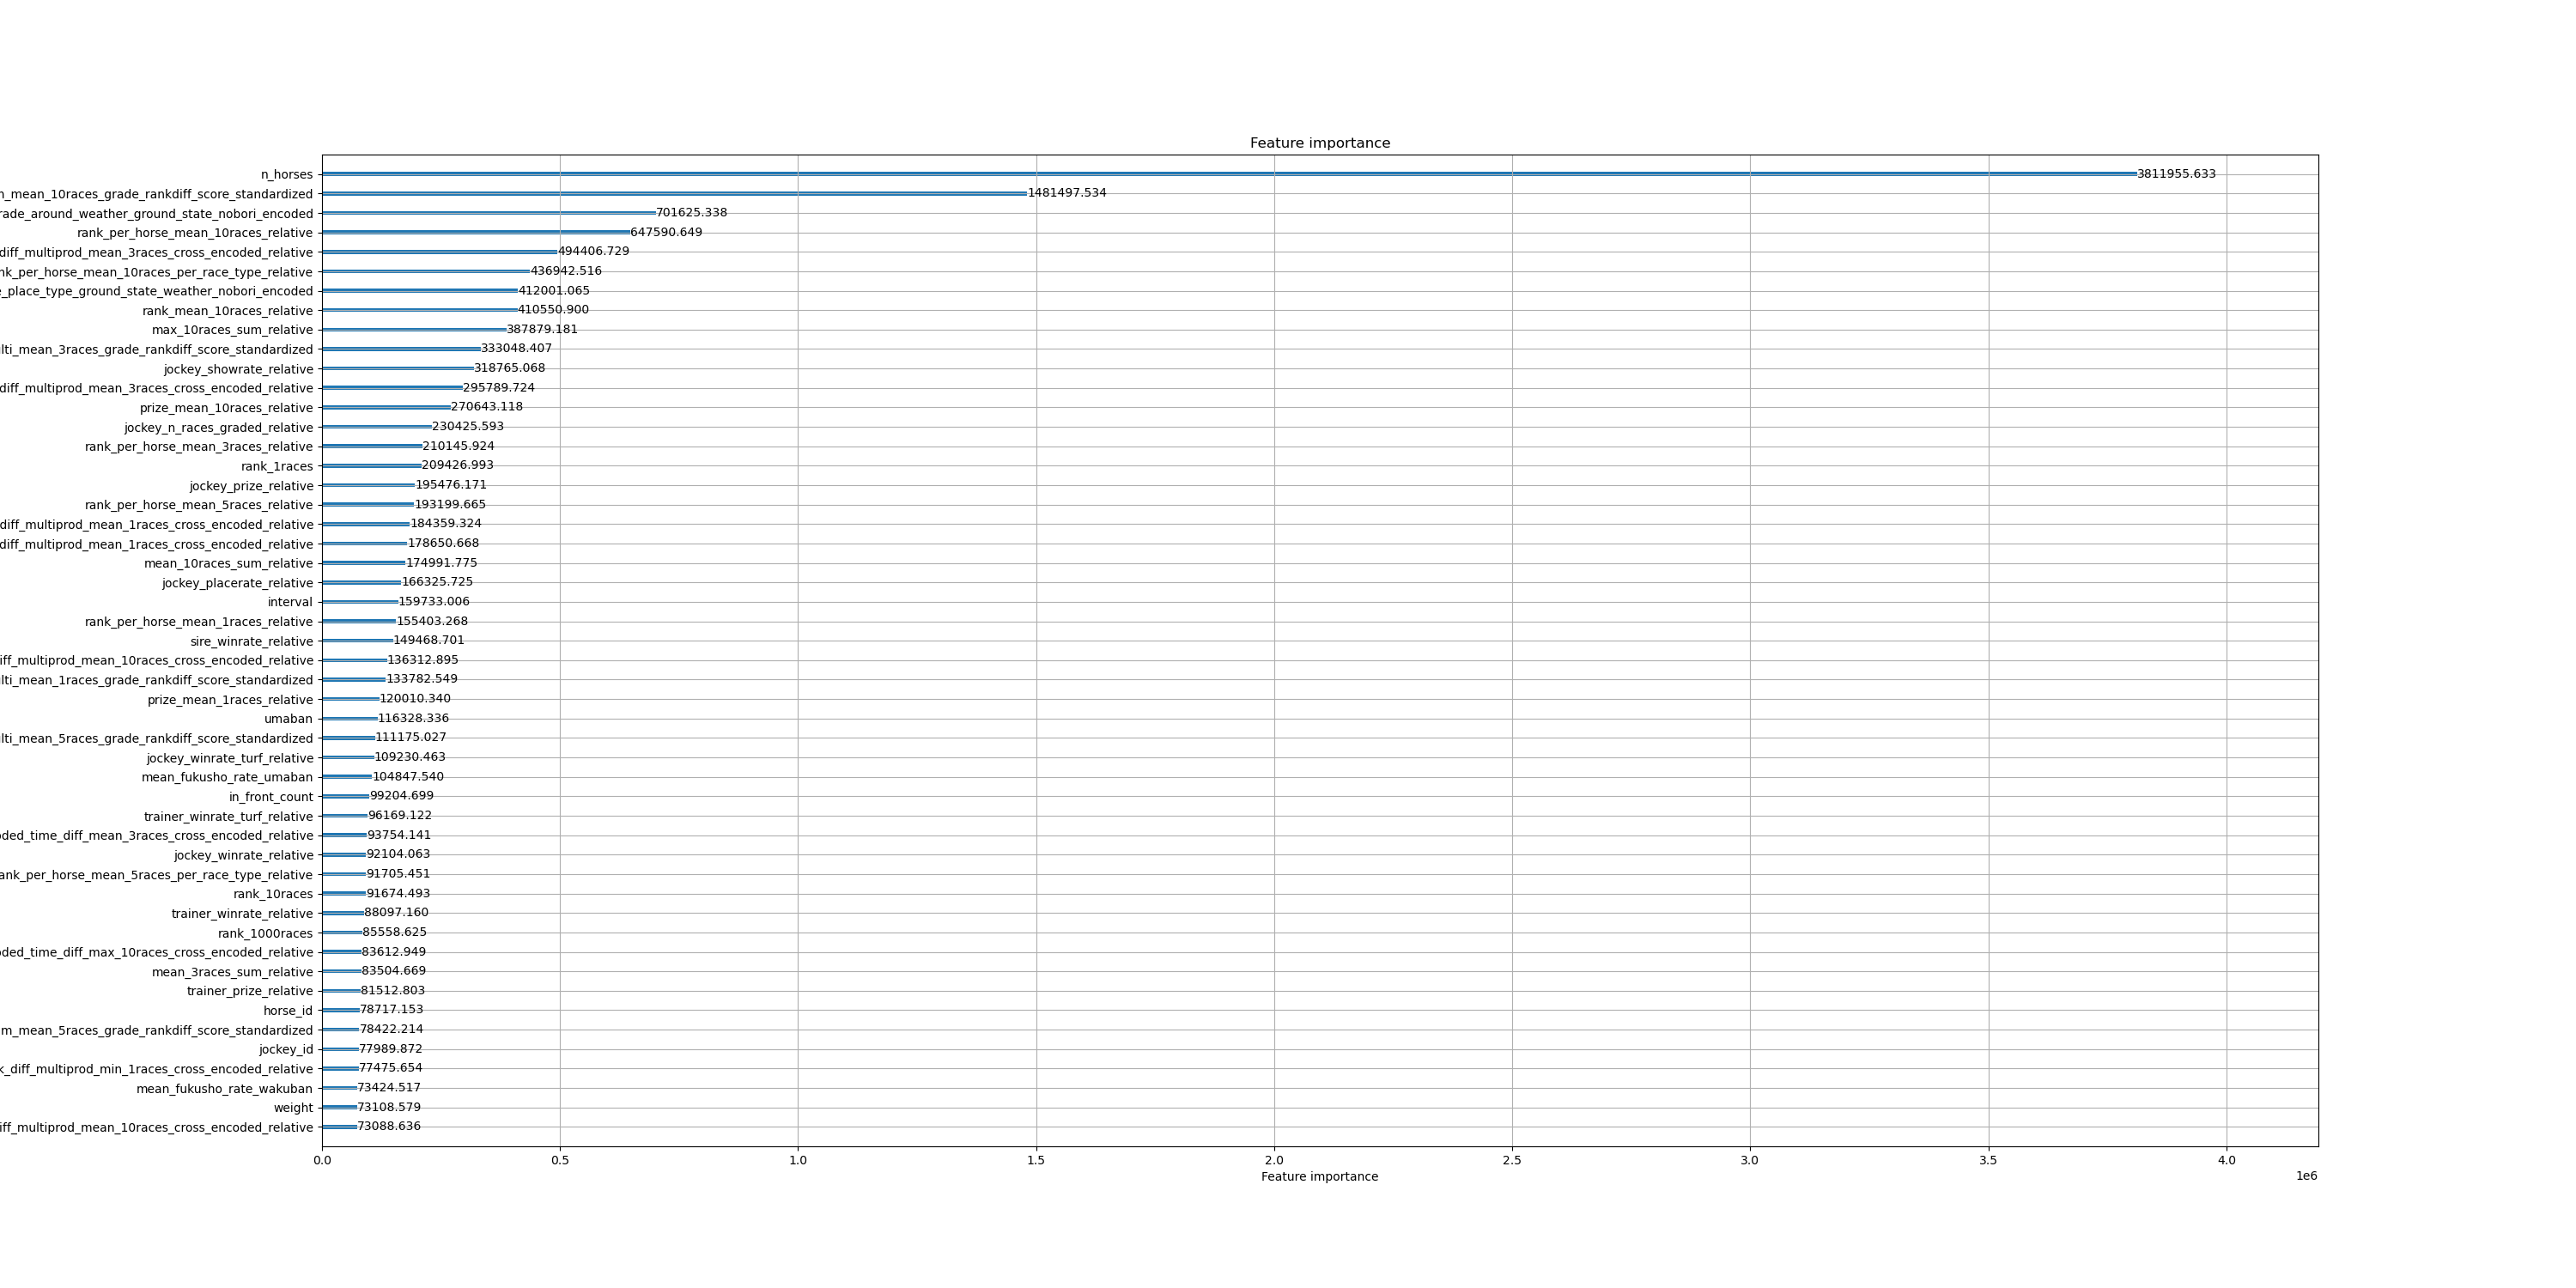 Feature importance
n_horses 3811955.633
_mean_10races_grade_rankdiff_score_standardized 1481497.534
rade_around_weather_ground_state_nobori_encoded 701625.338
rank_per_horse_mean_10races_relative 647590.649
diff_multiprod_mean_3races_cross_encoded_relative 494406.729
nk_per_horse_mean_10races_per_race_type_relative 436942.516
_place_type_ground_state_weather_nobori_encoded 412001.065
rank_mean_10races_relative 410550.900
max_10races_sum_relative 387879.181
lti_mean_3races_grade_rankdiff_score_standardized 333048.407
jockey_showrate_relative 318765.068
diff_multiprod_mean_3races_cross_encoded_relative 295789.724
prize_mean_10races_relative 270643.118
jockey_n_races_graded_relative 230425.593
rank_per_horse_mean_3races_relative 210145.924
rank_1races 209426.993
jockey_prize_relative 195476.171
rank_per_horse_mean_5races_relative 193199.665
diff_multiprod_mean_1races_cross_encoded_relative 184359.324
diff_multiprod_mean_1races_cross_encoded_relative 178650.668
mean_10races_sum_relative 174991.775
jockey_placerate_relative 166325.725
interval 159733.006
rank_per_horse_mean_1races_relative 155403.268
sire_winrate_relative 149468.701
iff_multiprod_mean_10races_cross_encoded_relative 136312.895
lti_mean_1races_grade_rankdiff_score_standardized 133782.549
prize_mean_1races_relative 120010.340
umaban 116328.336
lti_mean_5races_grade_rankdiff_score_standardized 111175.027
jockey_winrate_turf_relative 109230.463
mean_fukusho_rate_umaban 104847.540
in_front_count 99204.699
trainer_winrate_turf_relative 96169.122
ded_time_diff_mean_3races_cross_encoded_relative 93754.141
jockey_winrate_relative 92104.063
ank_per_horse_mean_5races_per_race_type_relative 91705.451
rank_10races 91674.493
trainer_winrate_relative 88097.160
rank_1000races 85558.625
ded_time_diff_max_10races_cross_encoded_relative 83612.949
mean_3races_sum_relative 83504.669
trainer_prize_relative 81512.803
horse_id 78717.153
m_mean_5races_grade_rankdiff_score_standardized 78422.214
jockey_id 77989.872
k_diff_multiprod_min_1races_cross_encoded_relative 77475.654
mean_fukusho_rate_wakuban 73424.517
weight 73108.579
iff_multiprod_mean_10races_cross_encoded_relative 73088.636
0.0 0.5 1.0 1.5 2.0 2.5 3.0 3.5 4.0
Feature importance 1e6